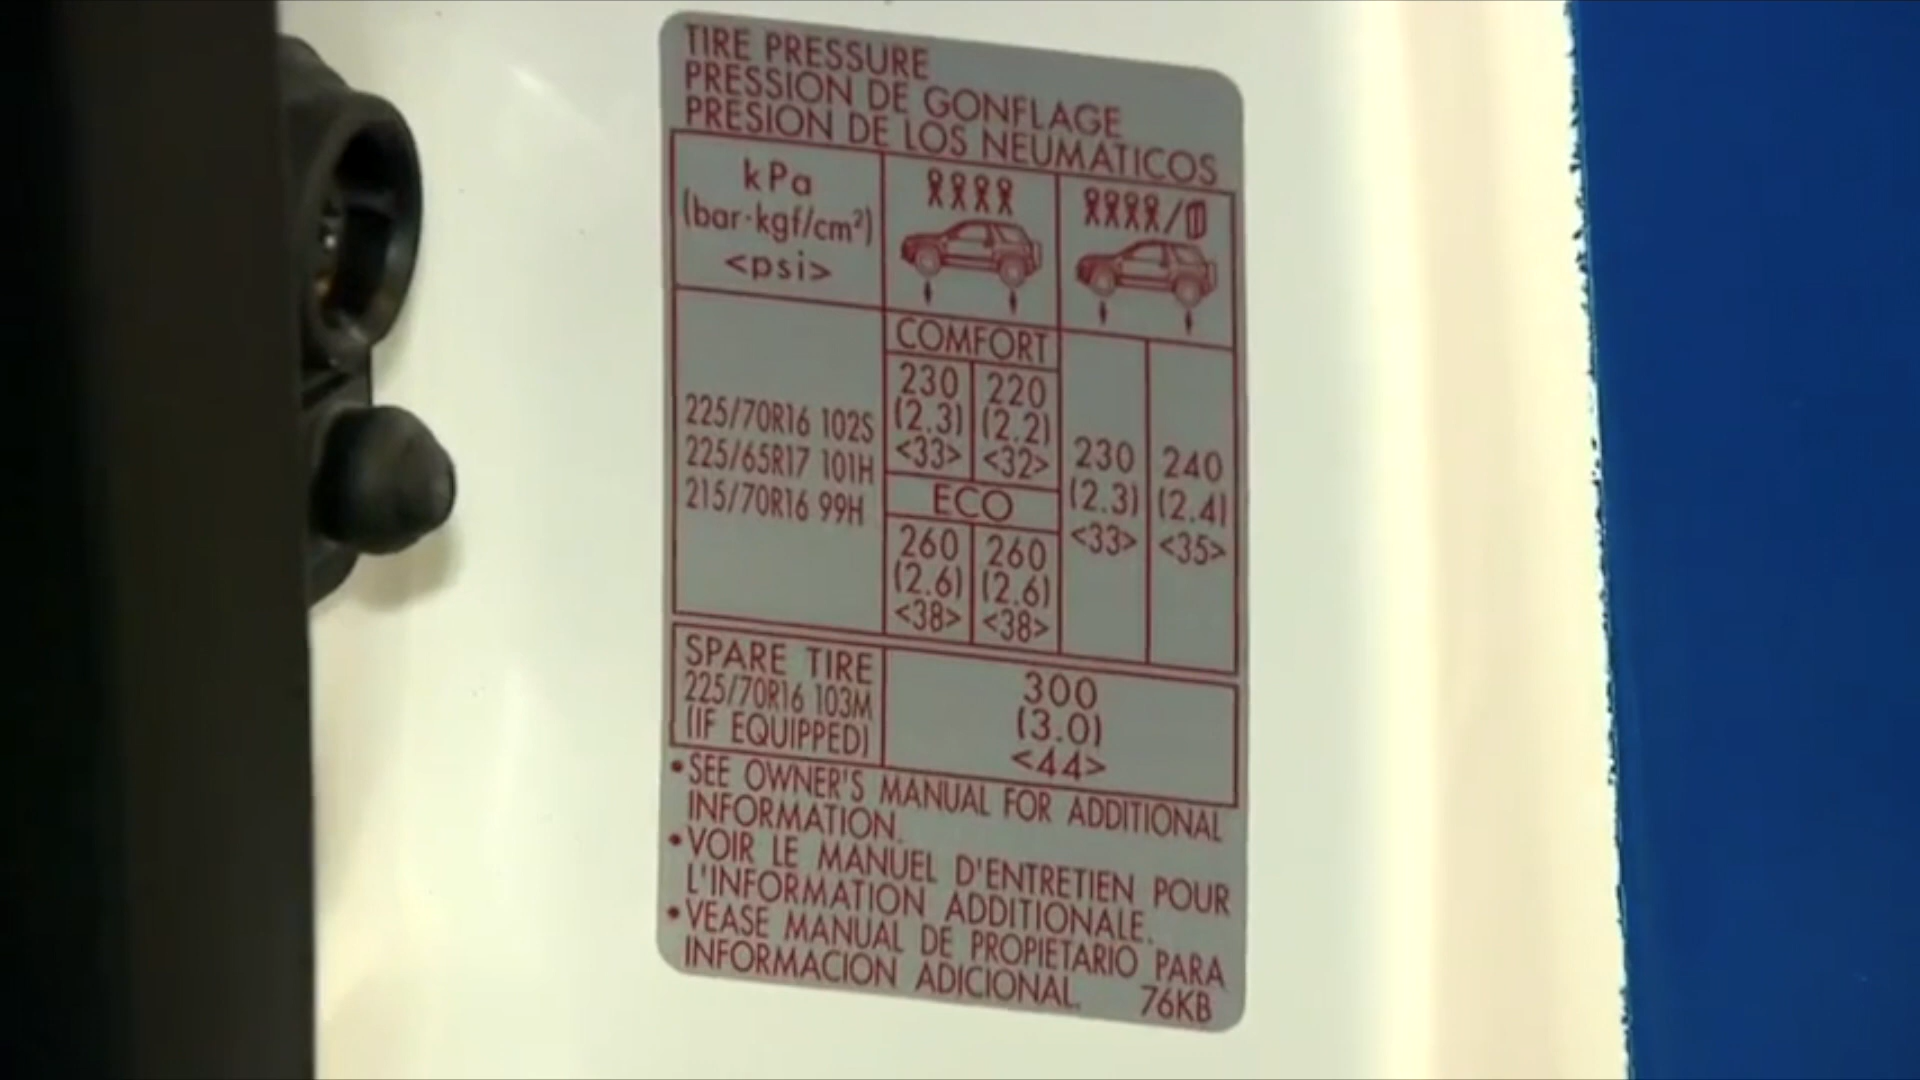 TIRE PRESSURE
PRESSION DE GONFLAGE
PRESION DE LOS NEUMATICOS
kPa
(bar·kgf/cm²)
<psi>
/
COMFORT
225/70R16 102S
225/65R17 101H
215/70R16 99H
230 220
(2.3) (2.2)
<33> <32>
ECO
260 260
(2.6) (2.6)
<38> <38>
230 240
(2.3) (2.4)
<33> <35>
SPARE TIRE
225/70R16 103M
(IF EQUIPPED)
300
(3.0)
<44>
•SEE OWNER'S MANUAL FOR ADDITIONAL
INFORMATION.
•VOIR LE MANUEL D'ENTRETIEN POUR
L'INFORMATION ADDITIONALE.
•VEASE MANUAL DE PROPIETARIO PARA
INFORMACION ADICIONAL. 76KB